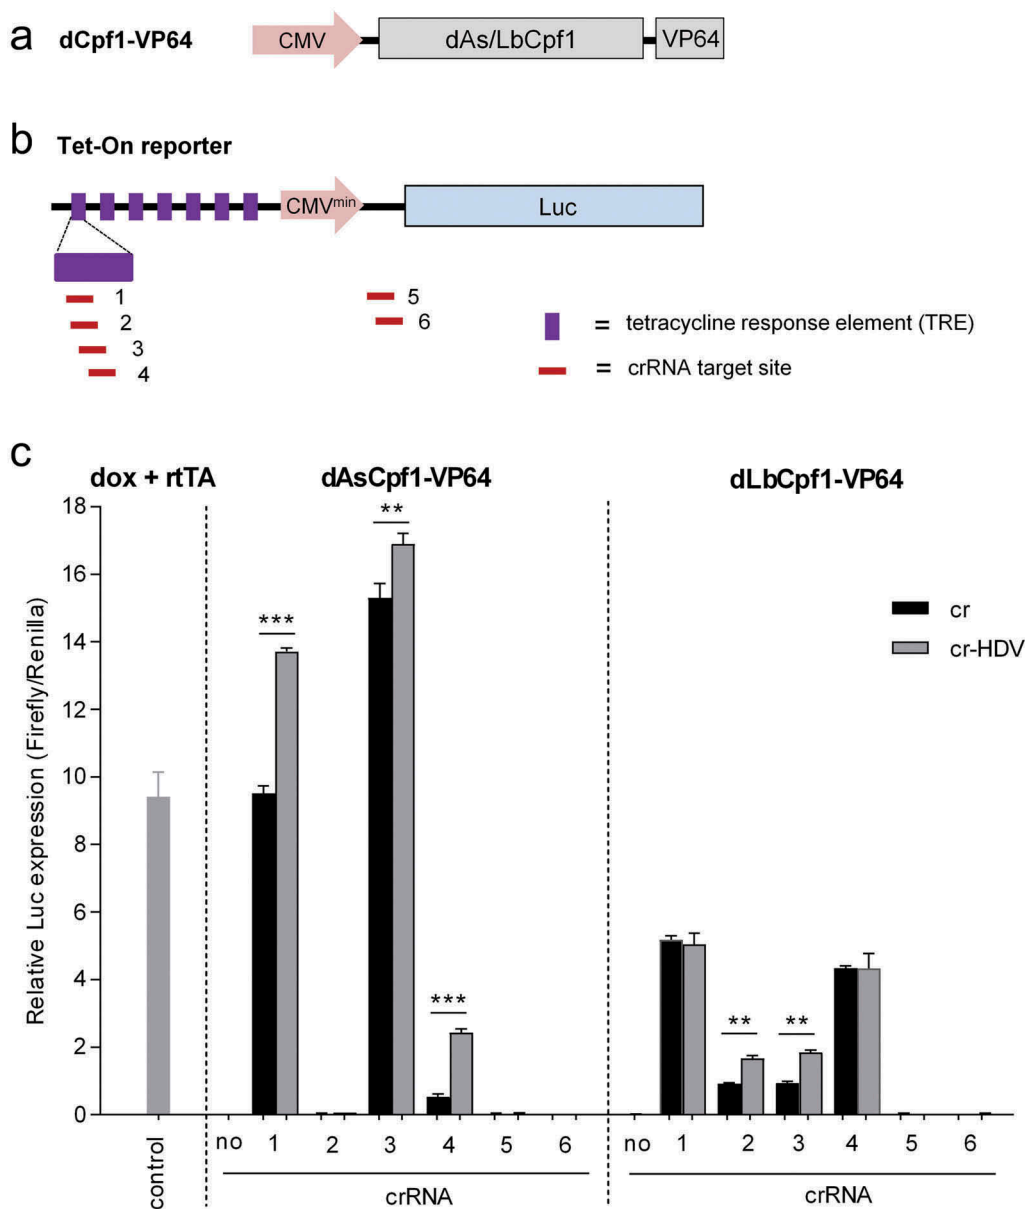 a
dCpf1-VP64
CMV
dAs/LbCpf1
VP64
b
Tet-On reporter
CMVmin
Luc
1
2
3
4
5
6
= tetracycline response element (TRE)
= crRNA target site
c
dox + rtTA
dAsCpf1-VP64
dLbCpf1-VP64
Relative Luc expression (Firefly/Renilla)
18
16
14
12
10
8
6
4
2
0
***
**
***
**
**
cr
cr-HDV
control
no 1 2 3 4 5 6
crRNA
no 1 2 3 4 5 6
crRNA